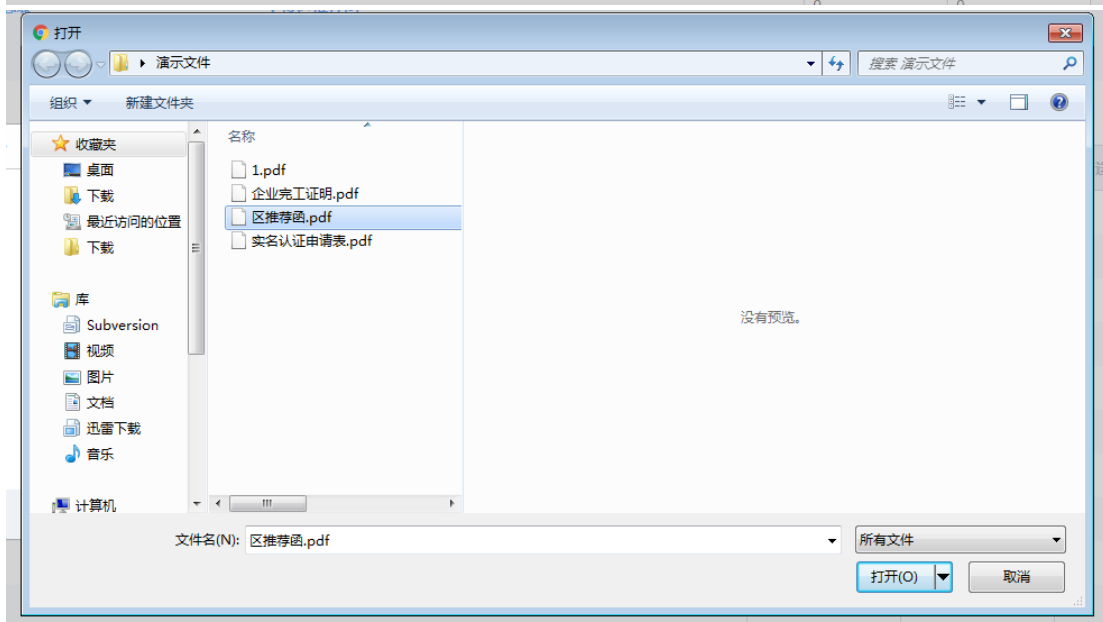 打开
演示文件
搜索 演示文件
组织
新建文件夹
收藏夹
桌面
下载
最近访问的位置
下载
库
Subversion
视频
图片
文档
迅雷下载
音乐
计算机
名称
1.pdf
企业完工证明.pdf
区推荐函.pdf
实名认证申请表.pdf
没有预览。
文件名(N):
区推荐函.pdf
所有文件
打开(O)
取消